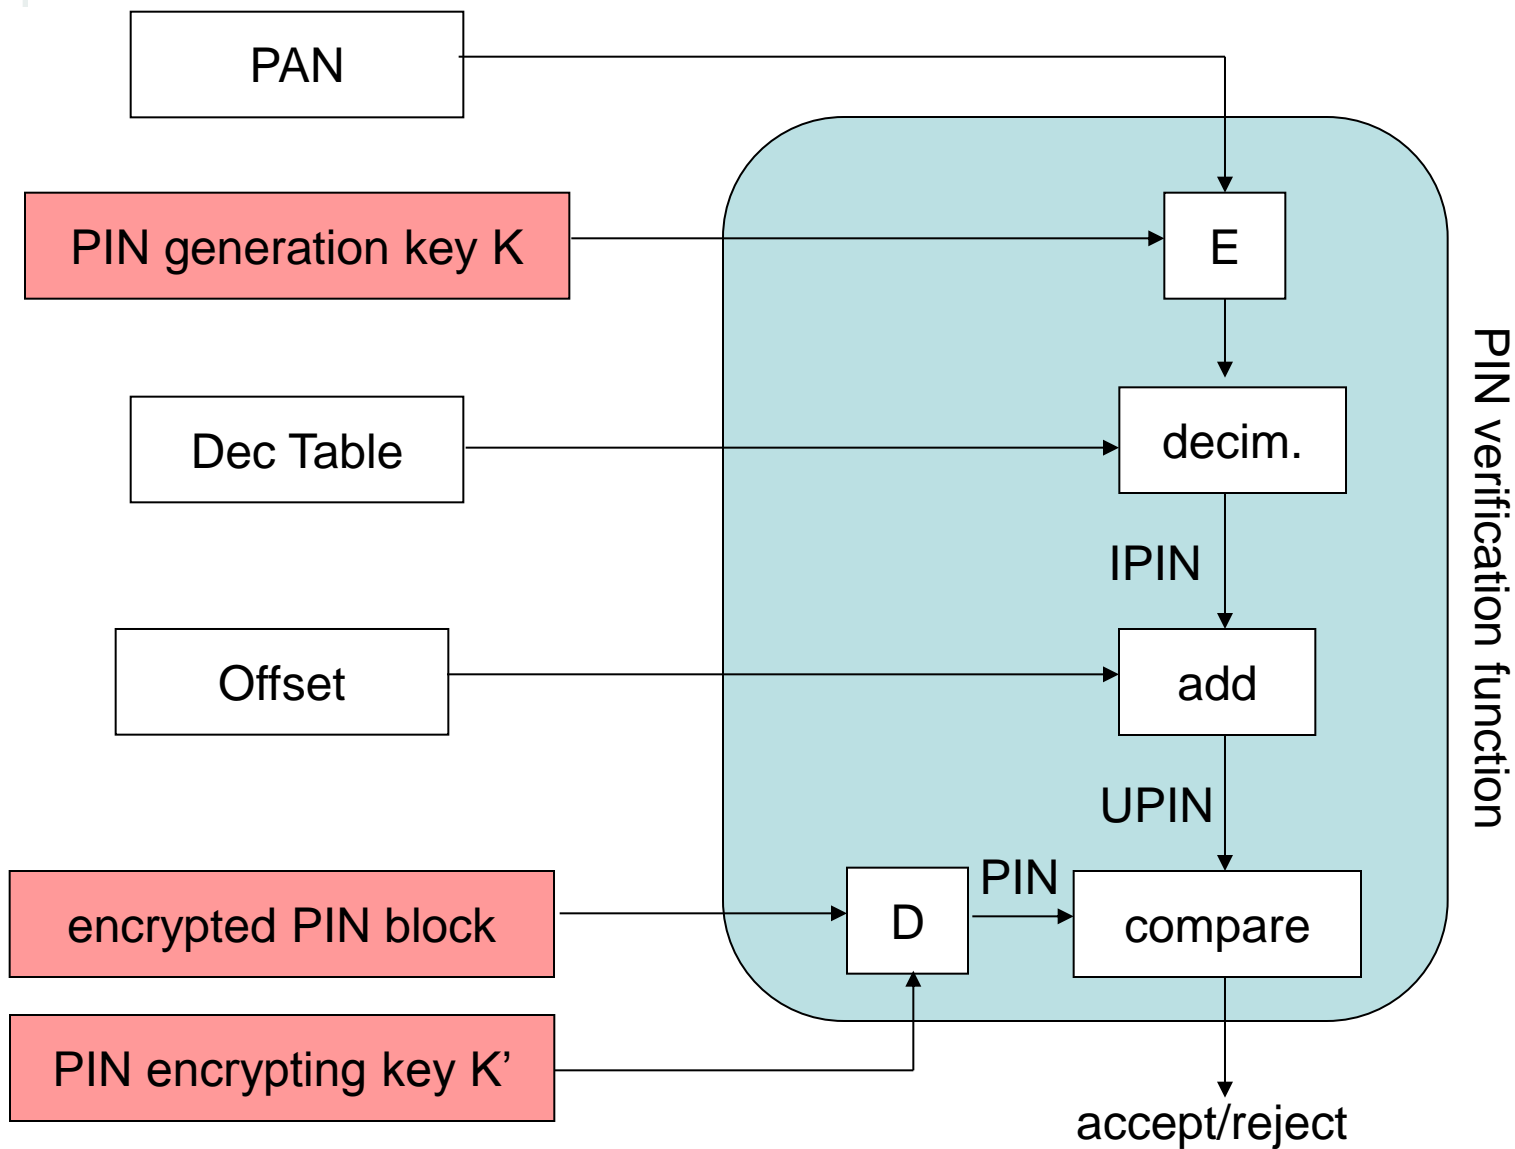 PAN
PIN generation key K
E
Dec Table
decim.
IPIN
Offset
add
UPIN
encrypted PIN block
D
PIN
compare
PIN encrypting key K’
accept/reject
PIN verification function